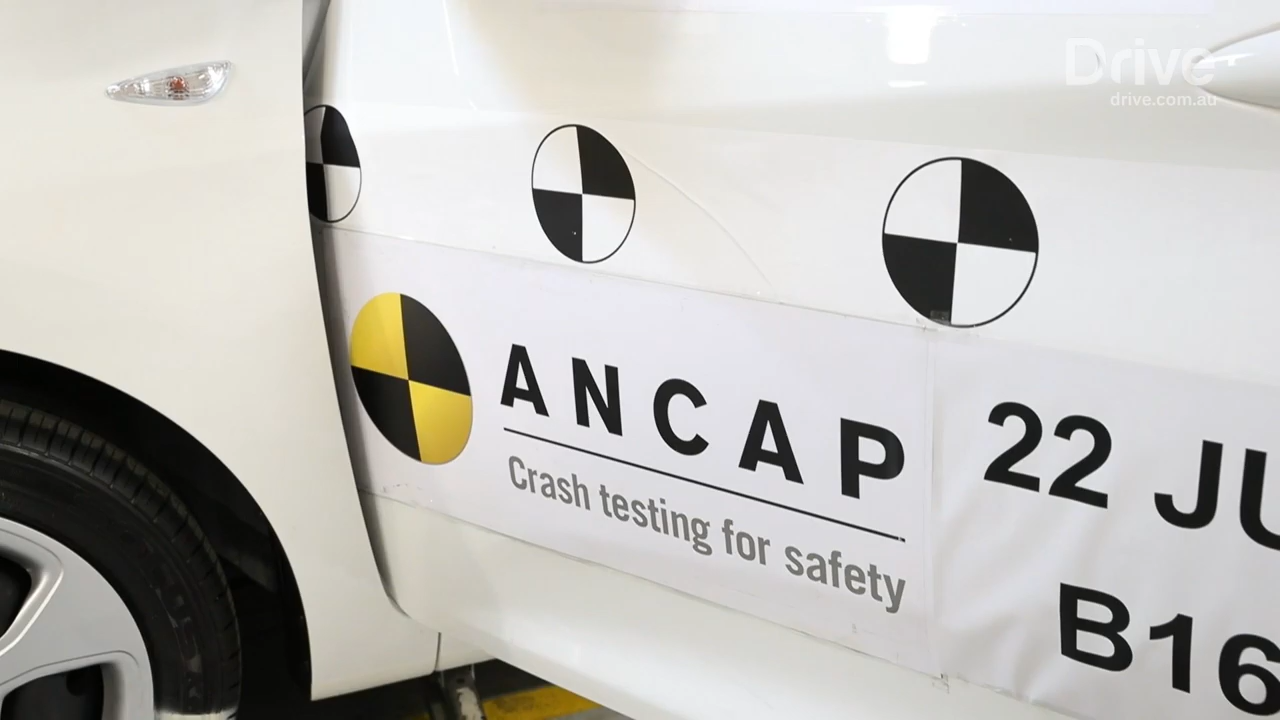 Drive
drive.com.au
ANCAP
Crash testing for safety
22 JU
B16